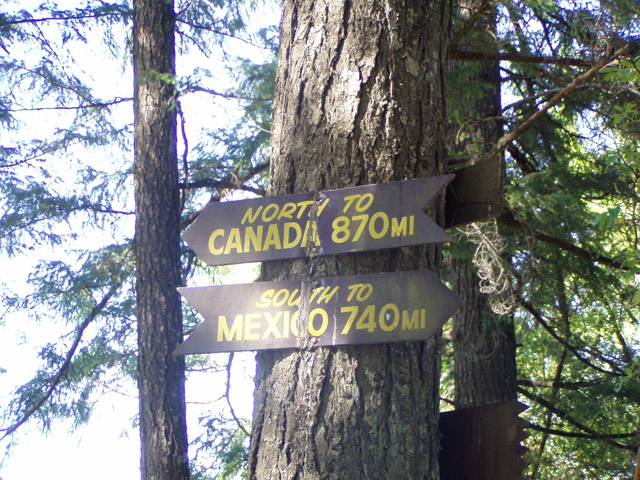 NORTH TO
CANADA 870MI
SOUTH TO
MEXICO 740MI